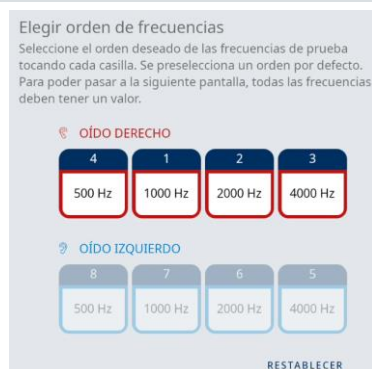 Elegir orden de frecuencias
Seleccione el orden deseado de las frecuencias de prueba
tocando cada casilla. Se preselecciona un orden por defecto.
Para poder pasar a la siguiente pantalla, todas las frecuencias
deben tener un valor.
OÍDO DERECHO
4 1 2 3
500 Hz 1000 Hz 2000 Hz 4000 Hz
OÍDO IZQUIERDO
8 7 6 5
500 Hz 1000 Hz 2000 Hz 4000 Hz
RESTABLECER